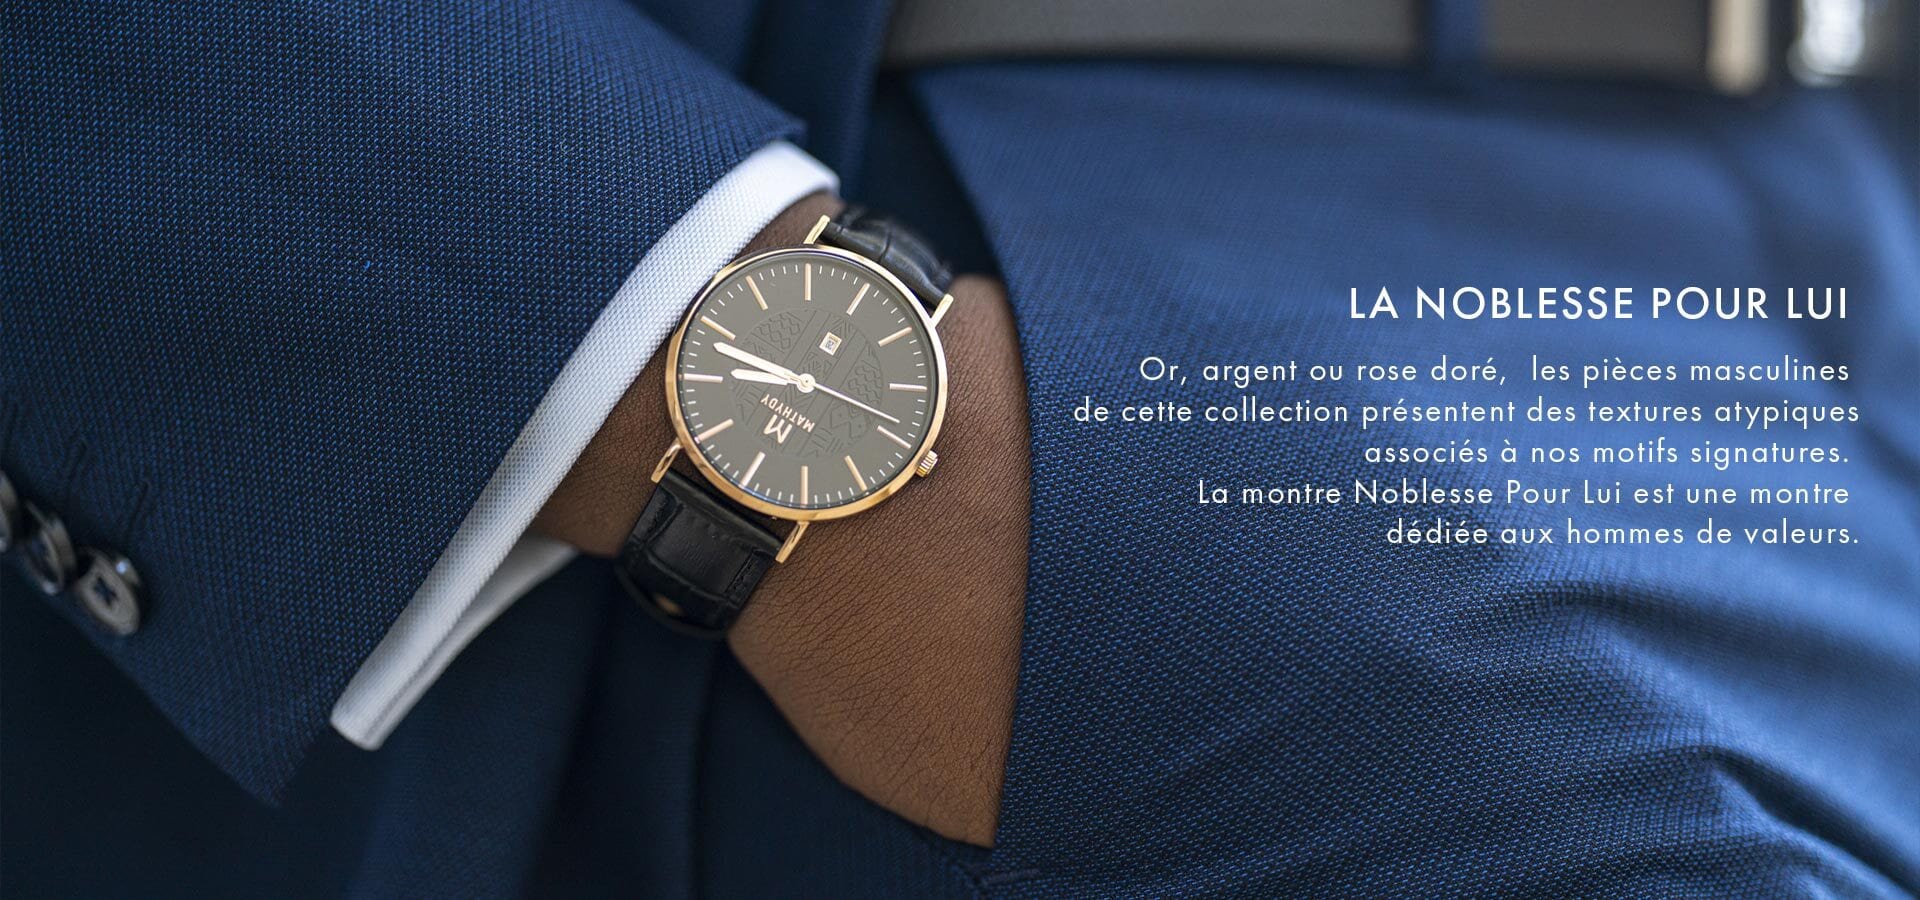 LA NOBLESSE POUR LUI
Or, argent ou rose doré, les pièces masculines
de cette collection présentent des textures atypiques
associés à nos motifs signatures.
La montre Noblesse Pour Lui est une montre
dédiée aux hommes de valeurs.
M
MATHYDY